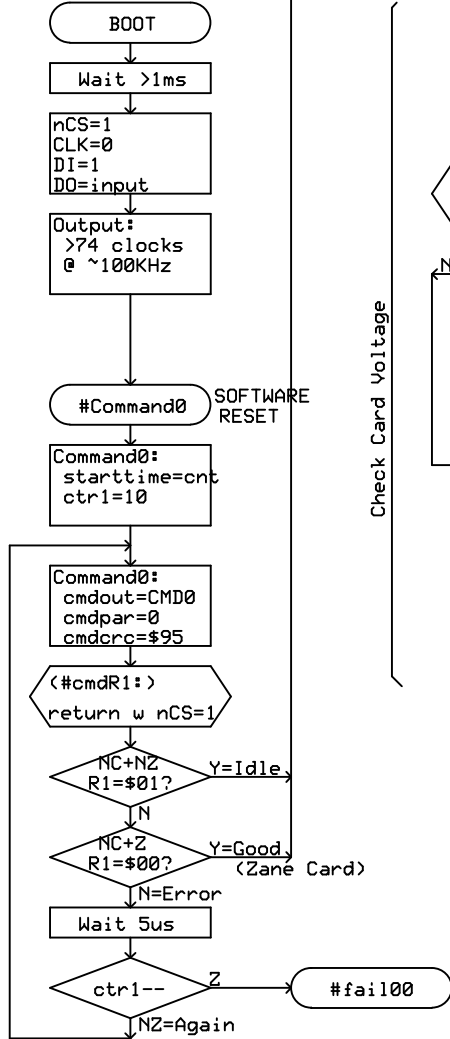 BOOT
Wait >1ms
nCS=1
CLK=0
DI=1
DO=input
Output:
>74 clocks
@ ~100KHz
#Command0
SOFTWARE
RESET
Command0:
starttime=cnt
ctr1=10
Command0:
cmdout=CMD0
cmdpar=0
cmdcrc=$95
(#cmdR1:)
return w nCS=1
NC+NZ
R1=$01?
Y=Idle
N
NC+Z
R1=$00?
Y=Good
(Zane Card)
N=Error
Wait 5us
ctr1--
Z
#fail00
NZ=Again
Check Card Voltage
N